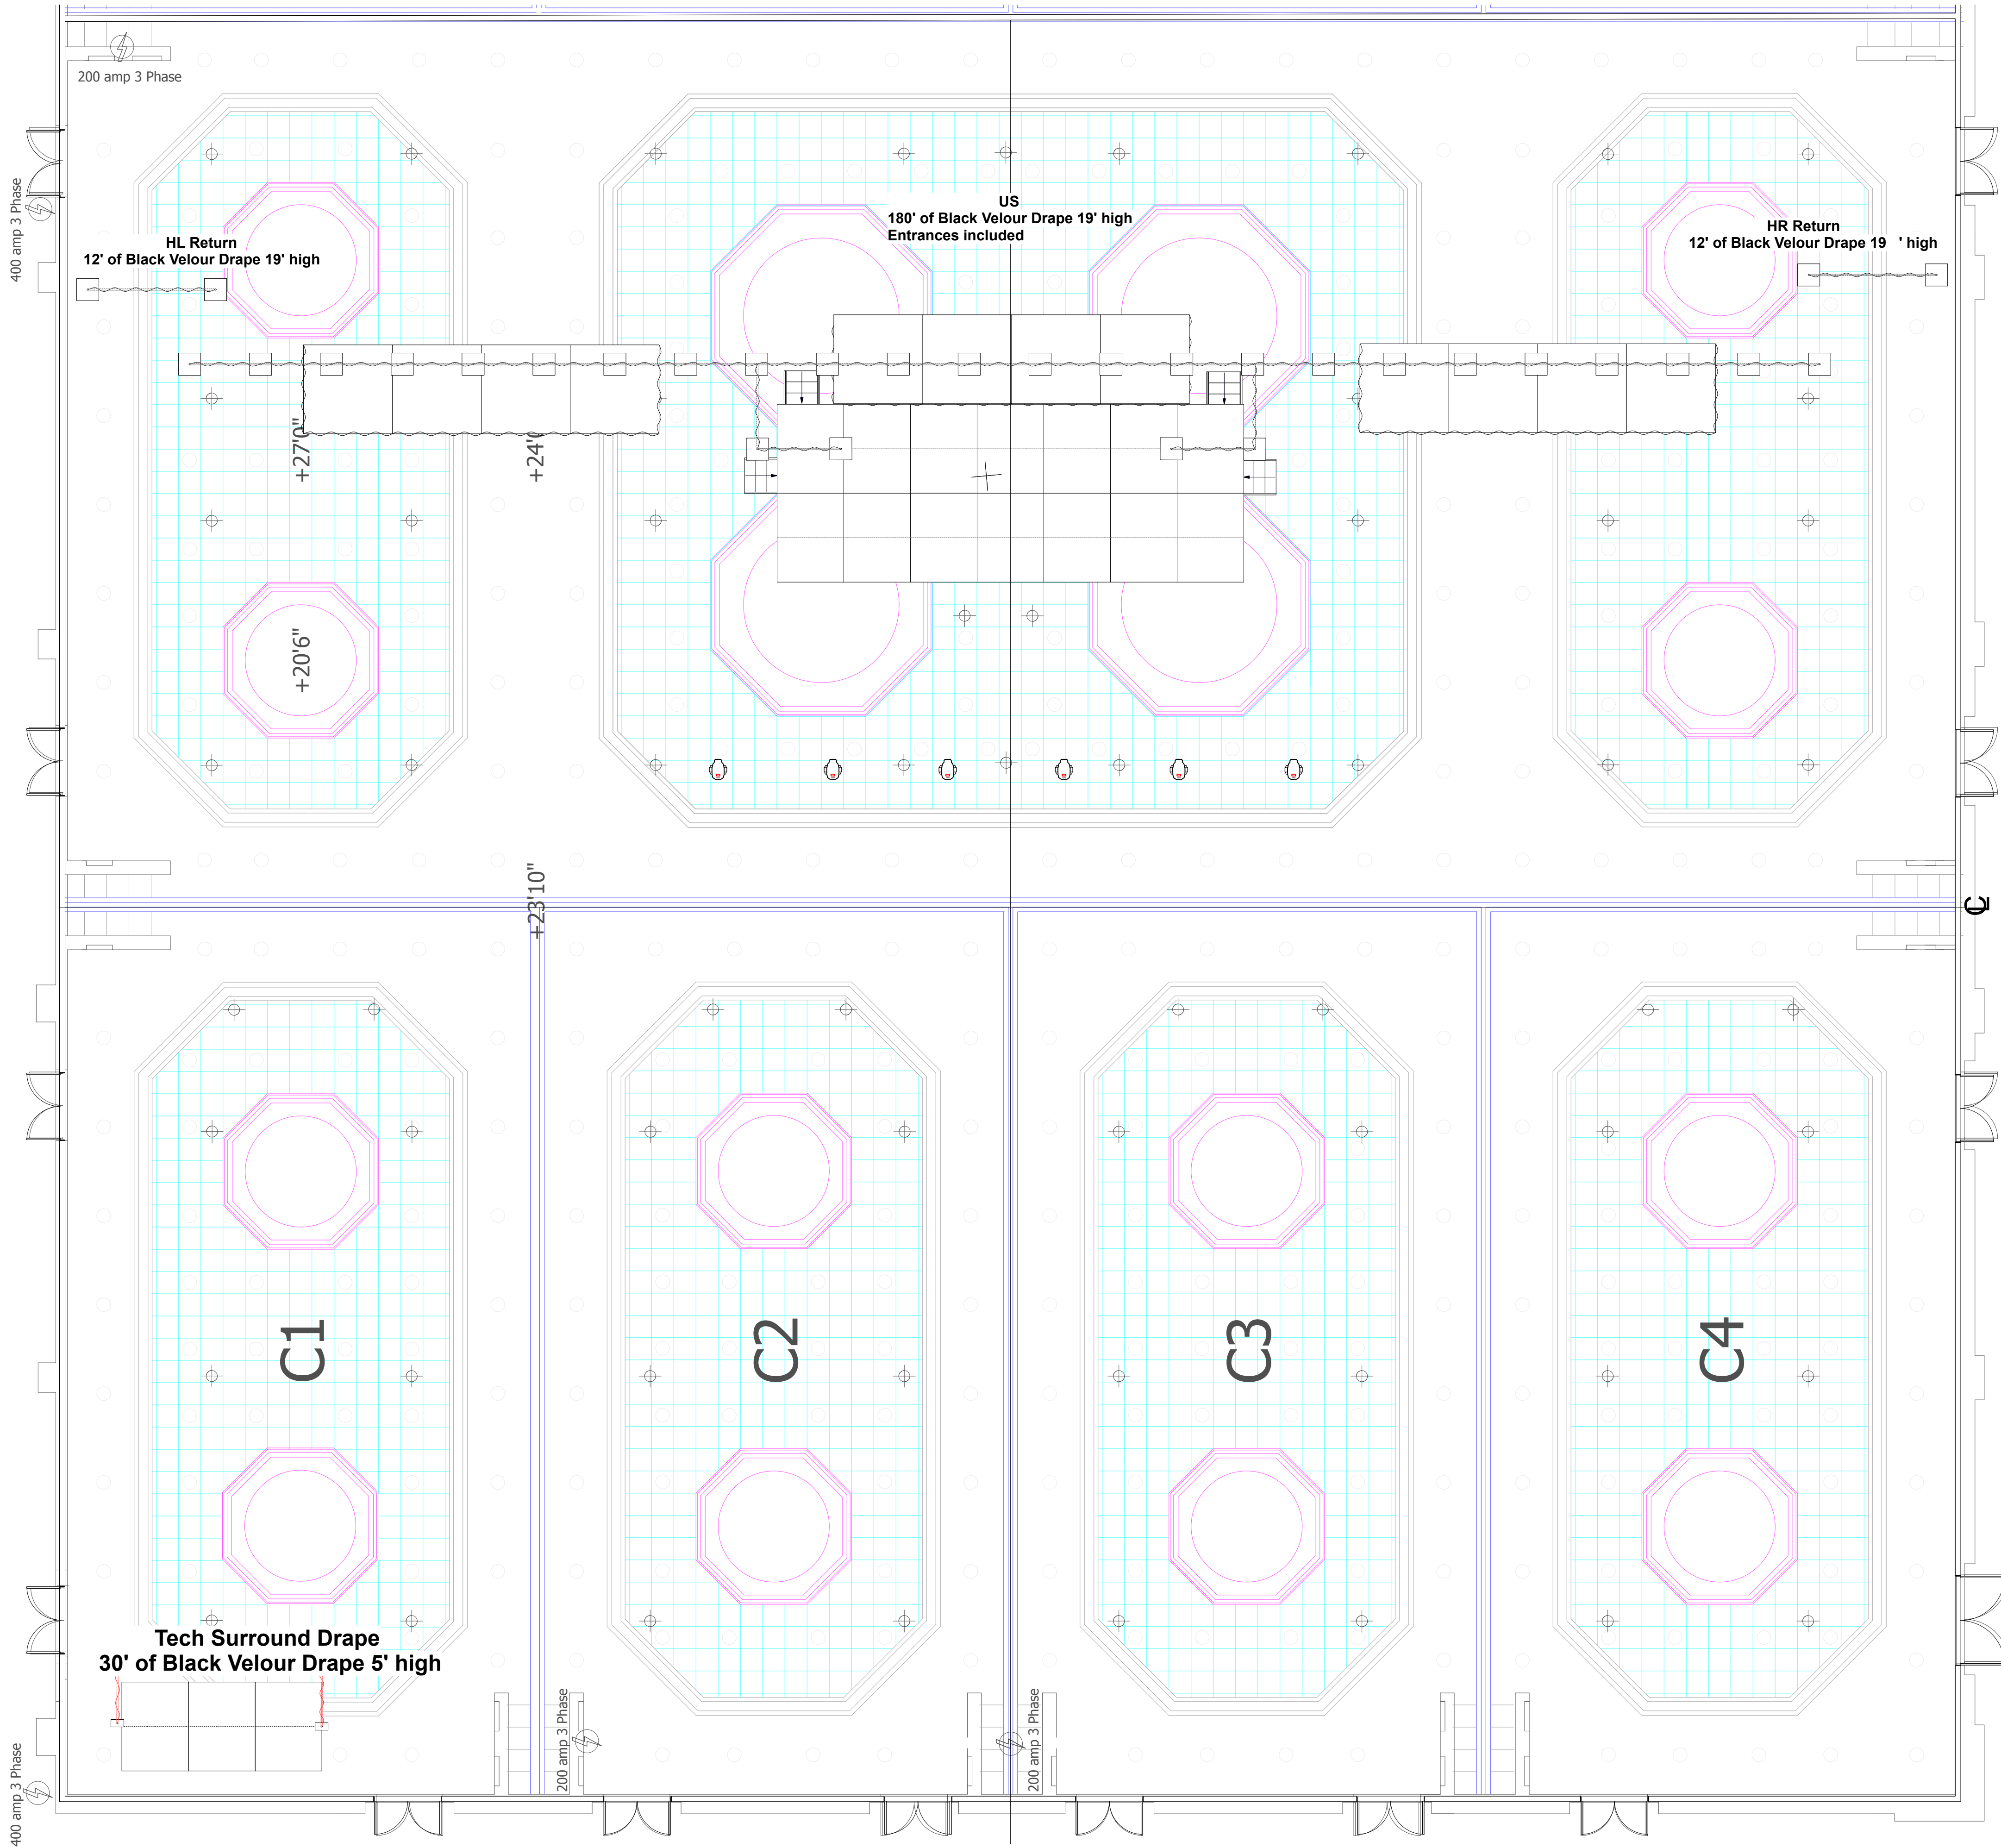 200 amp 3 Phase
400 amp 3 Phase
US
180' of Black Velour Drape 19' high
Entrances included
HL Return
12' of Black Velour Drape 19' high
HR Return
12' of Black Velour Drape 19 ' high
+27'0"
+24'
+20'6"
+23'10"
CL
C1
C2
C3
C4
Tech Surround Drape
30' of Black Velour Drape 5' high
200 amp 3 Phase
200 amp 3 Phase
400 amp 3 Phase